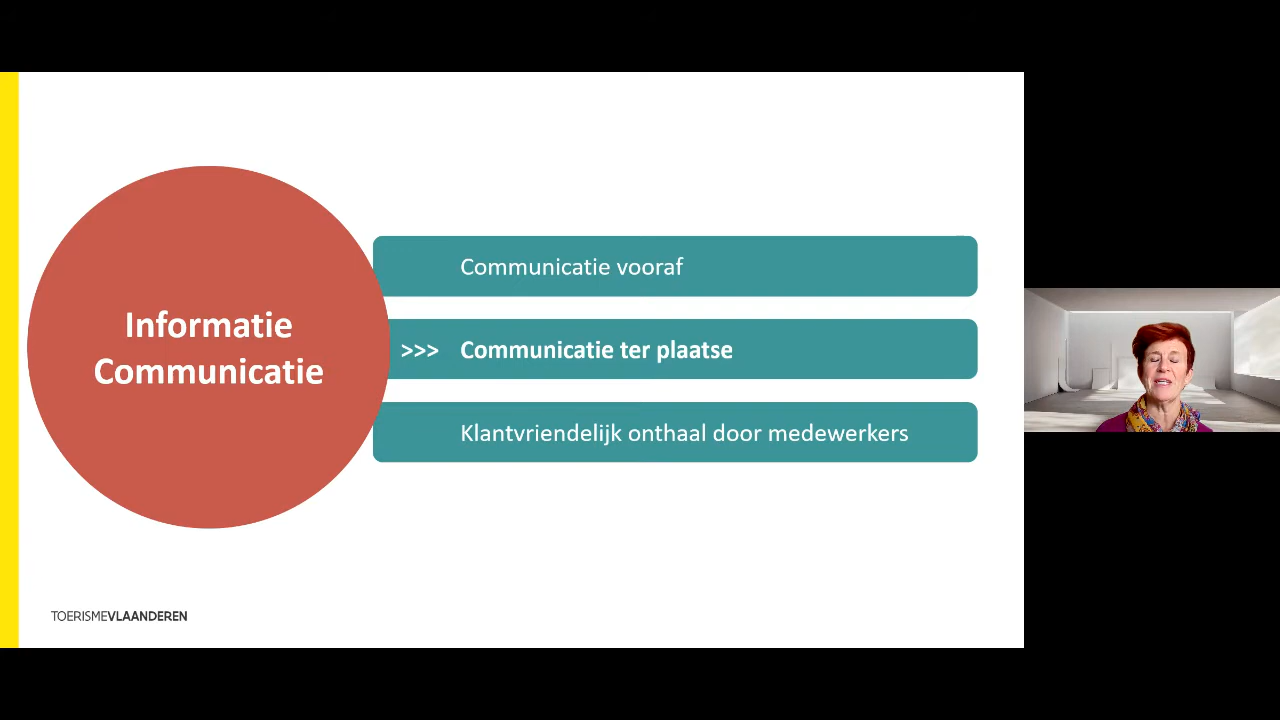 Informatie
Communicatie
Communicatie vooraf
>>> Communicatie ter plaatse
Klantvriendelijk onthaal door medewerkers
TOERISMEVLAANDEREN